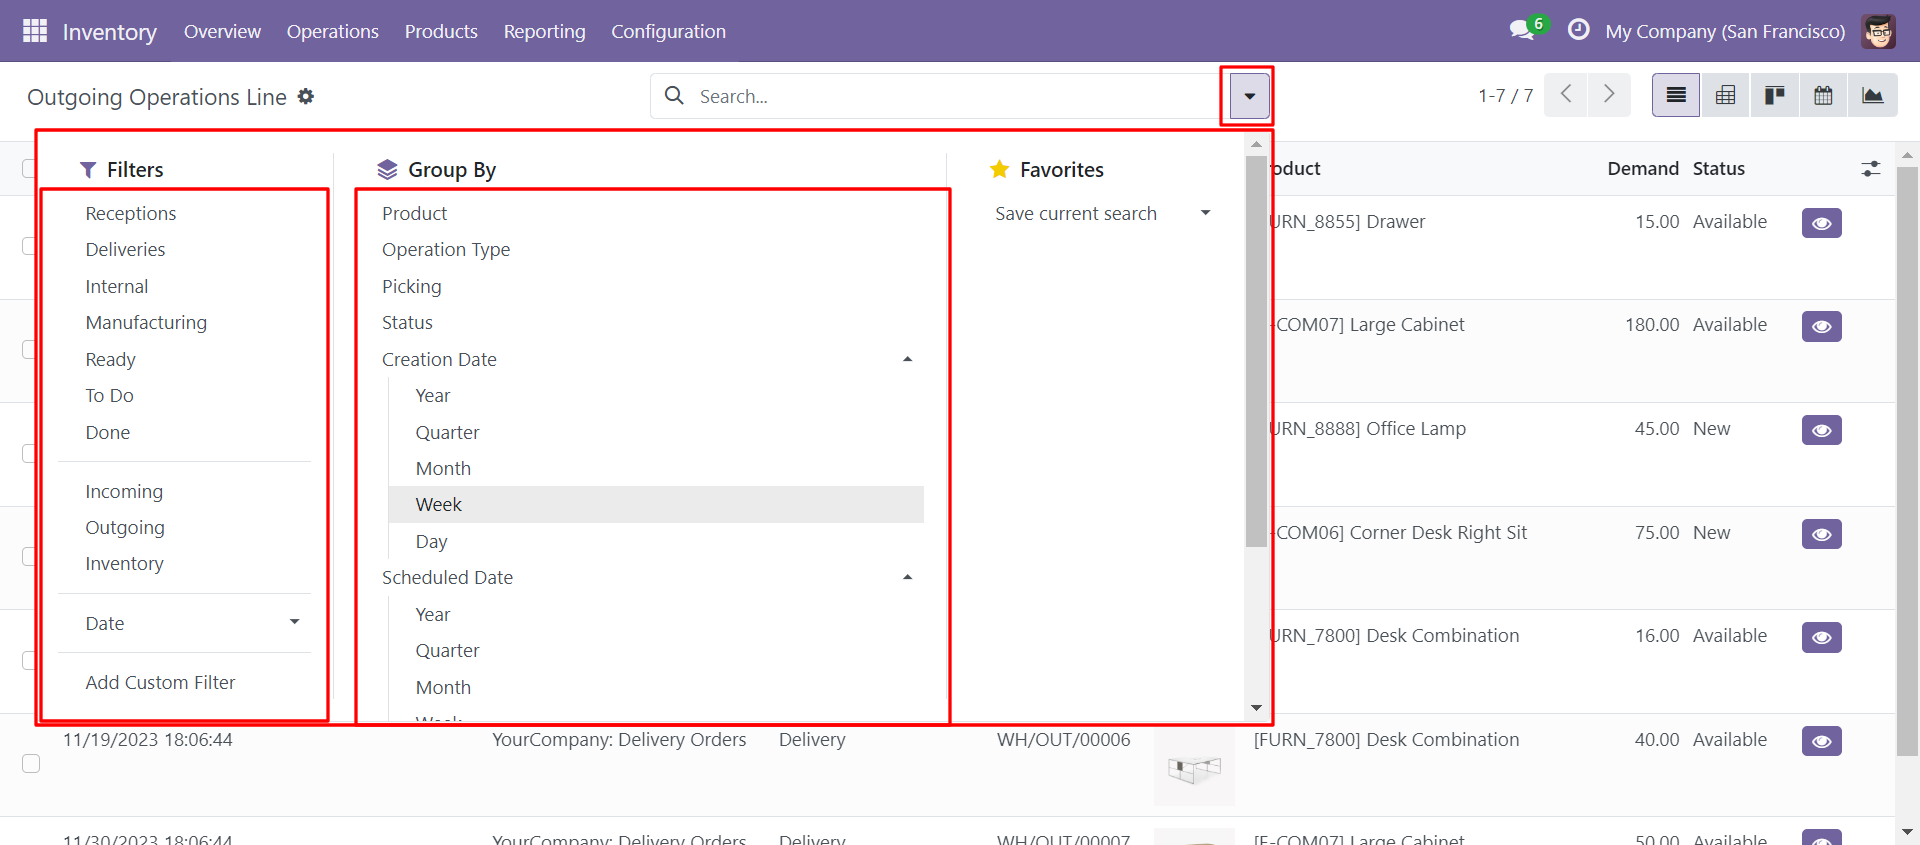 Inventory Overview Operations Products Reporting Configuration 6 My Company (San Francisco)
Outgoing Operations Line Search... 1-7 / 7
Filters Group By Favorites oduct Demand Status
Receptions Product Save current search
URN_8855] Drawer 15.00 Available
Deliveries Operation Type
Internal Picking
Manufacturing Status
-COM07] Large Cabinet 180.00 Available
Ready Creation Date
To Do Year
Done Quarter
URN_8888] Office Lamp 45.00 New
Month
Incoming Week
Outgoing Day
-COM06] Corner Desk Right Sit 75.00 New
Inventory Scheduled Date
Date Year
URN_7800] Desk Combination 16.00 Available
Quarter
Add Custom Filter Month
Week
11/19/2023 18:06:44 YourCompany: Delivery Orders Delivery WH/OUT/00006 [FURN_7800] Desk Combination 40.00 Available
11/30/2023 18:06:44 YourCompany: Delivery Orders Delivery WH/OUT/00007 [E-COM07] Large Cabinet 50.00 Available